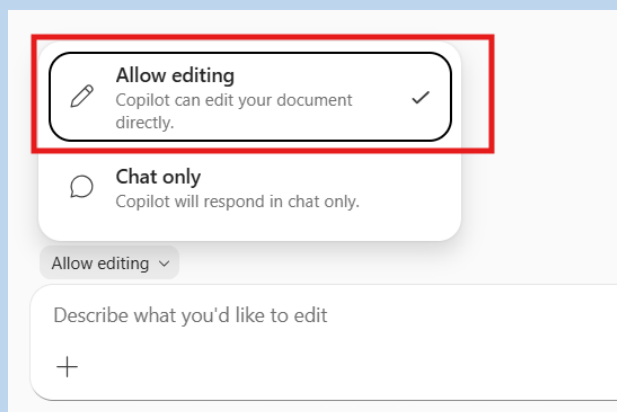 Allow editing
Copilot can edit your document
directly.
Chat only
Copilot will respond in chat only.
Allow editing
Describe what you'd like to edit